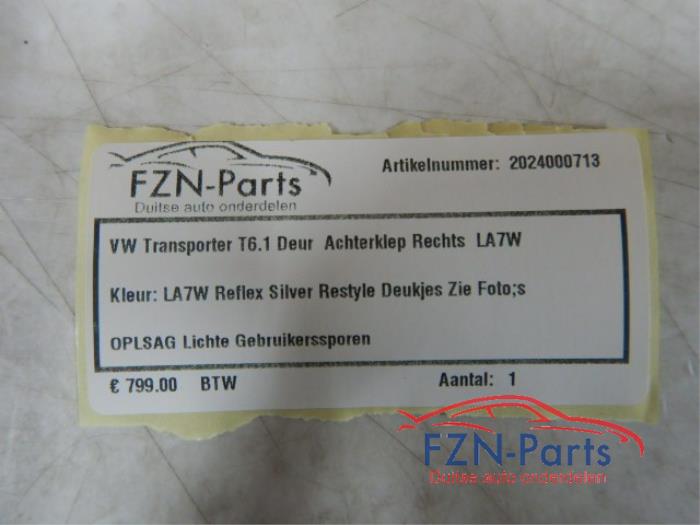 FZN-Parts
Duitse auto onderdelen
Artikelnummer: 2024000713
VW Transporter T6.1 Deur Achterklep Rechts LA7W
Kleur: LA7W Reflex Silver Restyle Deukjes Zie Foto;s
OPLSAG Lichte Gebruikerssporen
€ 799.00 BTW
Aantal: 1
FZN-Parts
Duitse auto onderdelen